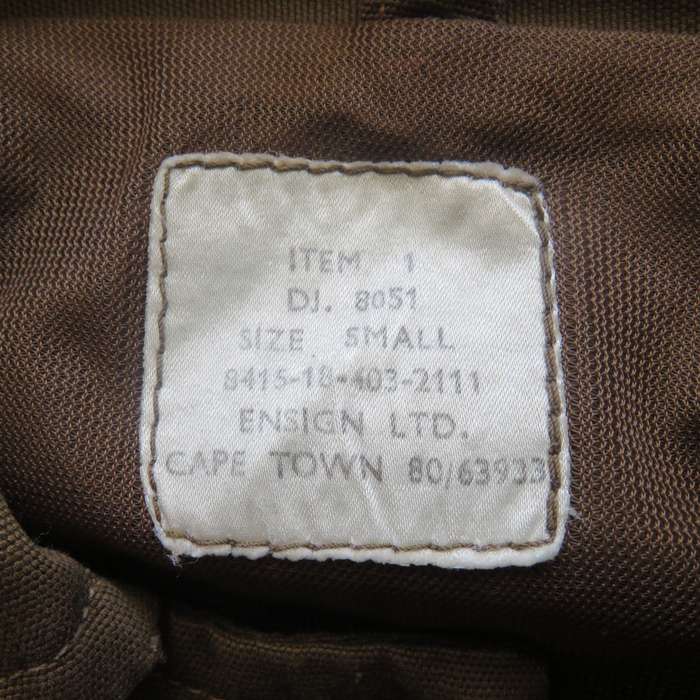 ITEM 1
DJ. 8051
SIZE SMALL
8415-18-403-2111
ENSIGN LTD.
CAPE TOWN 80/63933